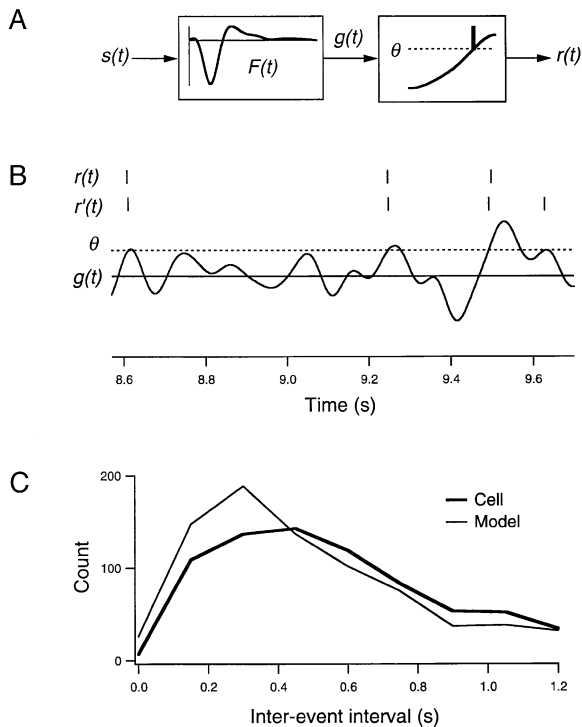 A
s(t)
F(t)
g(t)
θ
r(t)
B
r(t)
r'(t)
θ
g(t)
8.6 8.8 9.0 9.2 9.4 9.6
Time (s)
C
Count
200
100
0
Cell
Model
0.0 0.2 0.4 0.6 0.8 1.0 1.2
Inter-event interval (s)